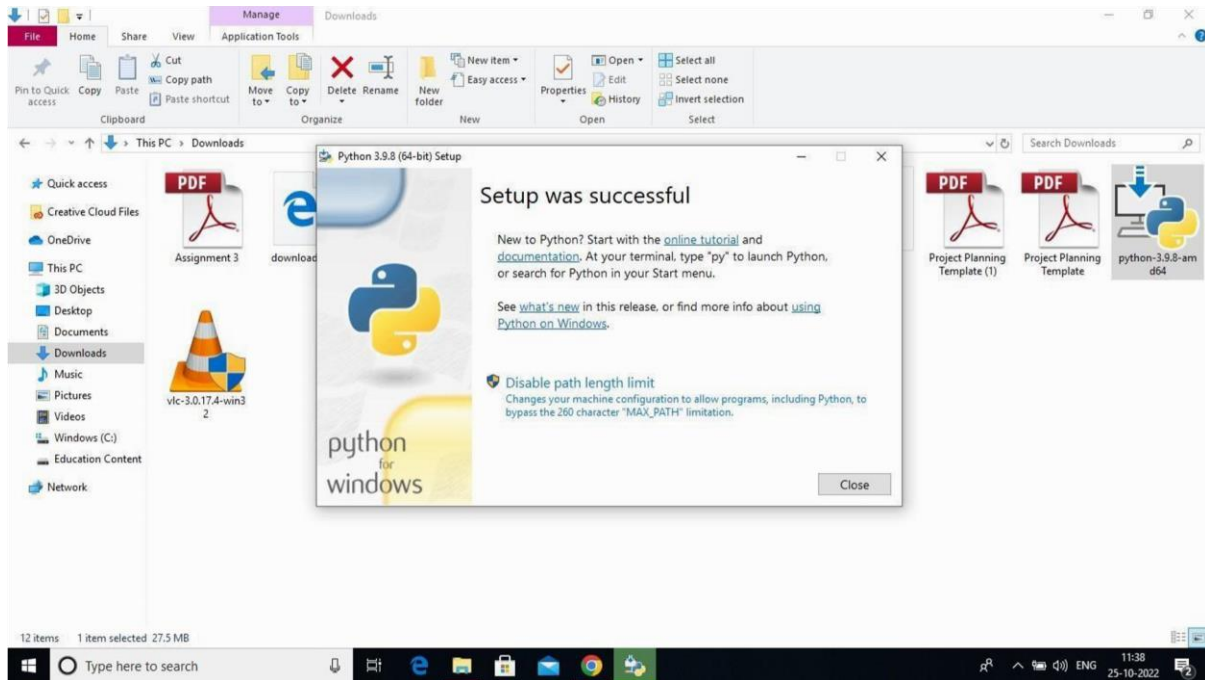 Manage
Downloads
File Home Share View Application Tools
Pin to Quick access
Copy
Paste
Cut
Copy path
Paste shortcut
Clipboard
Move to
Copy to
Delete
Rename
Organize
New folder
New item
Easy access
New
Properties
Open
Edit
History
Open
Select all
Select none
Invert selection
Select
This PC > Downloads
Search Downloads
Quick access
Creative Cloud Files
OneDrive
This PC
3D Objects
Desktop
Documents
Downloads
Music
Pictures
Videos
Windows (C:)
Education Content
Network
PDF
Assignment 3
download
vlc-3.0.17.4-win3
2
Python 3.9.8 (64-bit) Setup
Setup was successful
New to Python? Start with the online tutorial and
documentation. At your terminal, type "py" to launch Python,
or search for Python in your Start menu.
See what's new in this release, or find more info about using
Python on Windows.
Disable path length limit
Changes your machine configuration to allow programs, including Python, to
bypass the 260 character "MAX_PATH" limitation.
python
for
windows
Close
PDF
Project Planning
Template (1)
PDF
Project Planning
Template
python-3.9.8-am
d64
12 items 1 item selected 27.5 MB
Type here to search
ENG
11:38
25-10-2022
2